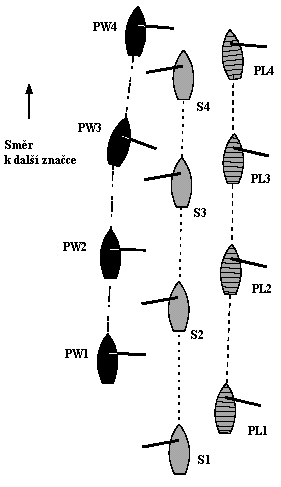 PW4
PL4
S4
Směr
k další značce
PW3
PL3
S3
PW2
PL2
S2
PW1
PL1
S1